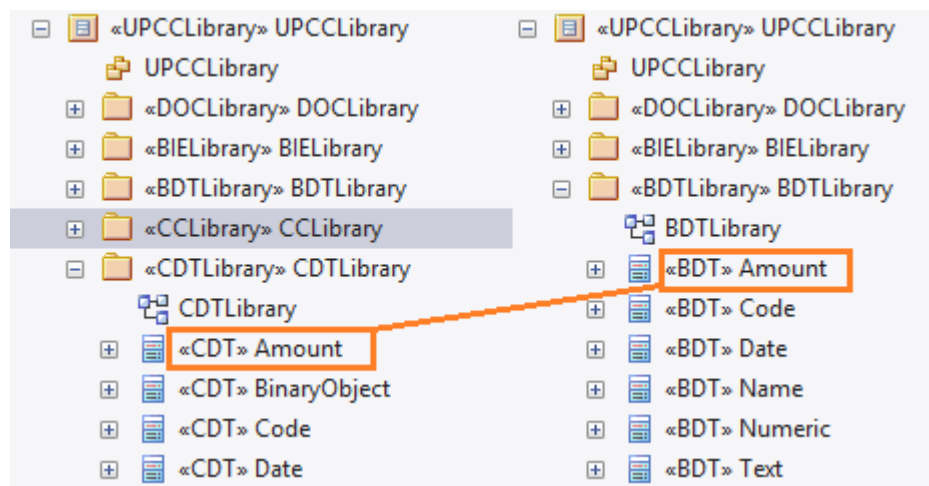 «UPCCLibrary» UPCCLibrary
UPCCLibrary
«DOCLibrary» DOCLibrary
«BIELibrary» BIELibrary
«BDTLibrary» BDTLibrary
«CCLibrary» CCLibrary
«CDTLibrary» CDTLibrary
CDTLibrary
«CDT» Amount
«CDT» BinaryObject
«CDT» Code
«CDT» Date
«UPCCLibrary» UPCCLibrary
UPCCLibrary
«DOCLibrary» DOCLibrary
«BIELibrary» BIELibrary
«BDTLibrary» BDTLibrary
BDTLibrary
«BDT» Amount
«BDT» Code
«BDT» Date
«BDT» Name
«BDT» Numeric
«BDT» Text